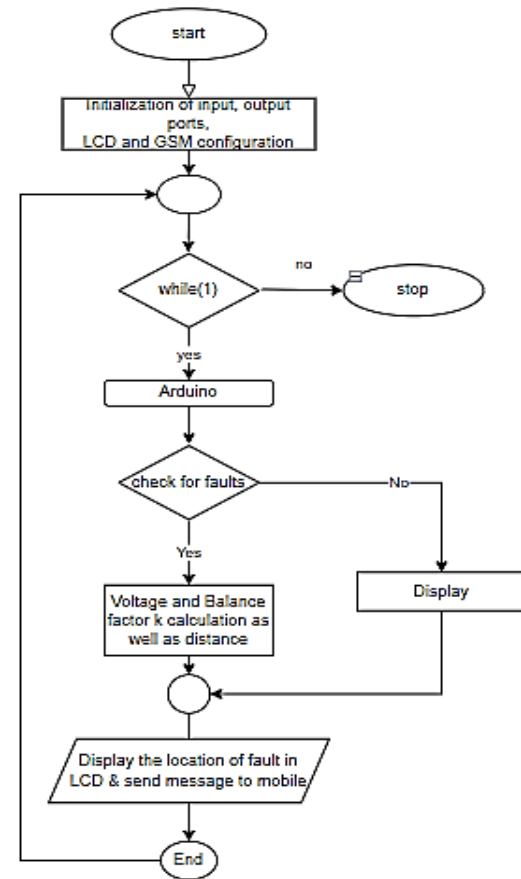 start
Initialization of input, output
ports,
LCD and GSM configuration
while(1)
no
stop
yes
Arduino
check for faults
No
Yes
Voltage and Balance
factor k calculation as
well as distance
Display
Display the location of fault in
LCD & send message to mobile
End